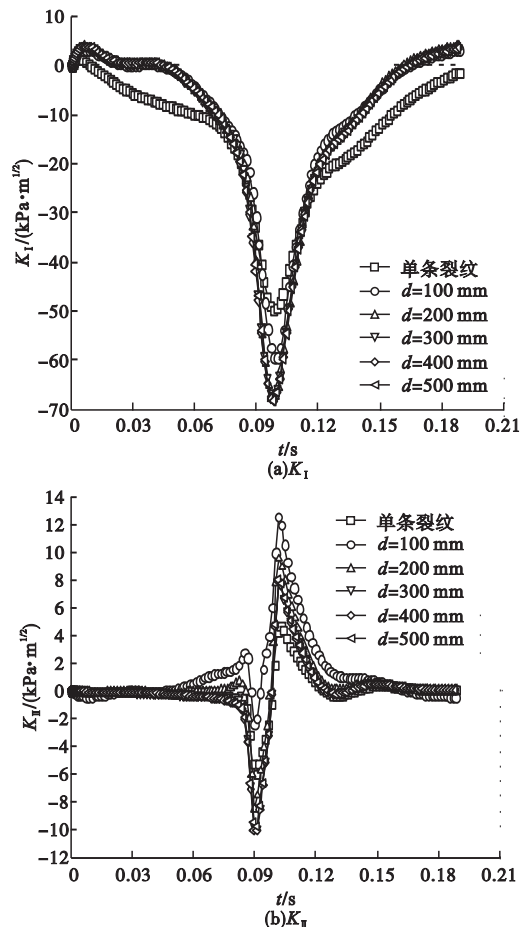 10
0
−10
−20
−30
−40
−50
−60
−70
K_I/(kPa·m^1/2)
单条裂纹
d=100 mm
d=200 mm
d=300 mm
d=400 mm
d=500 mm
0 0.03 0.06 0.09 0.12 0.15 0.18 0.21
t/s
(a)K_I
14
12
10
8
6
4
2
0
−2
−4
−6
−8
−10
−12
K_Ⅱ/(kPa·m^1/2)
单条裂纹
d=100 mm
d=200 mm
d=300 mm
d=400 mm
d=500 mm
0 0.03 0.06 0.09 0.12 0.15 0.18 0.21
t/s
(b)K_Ⅱ